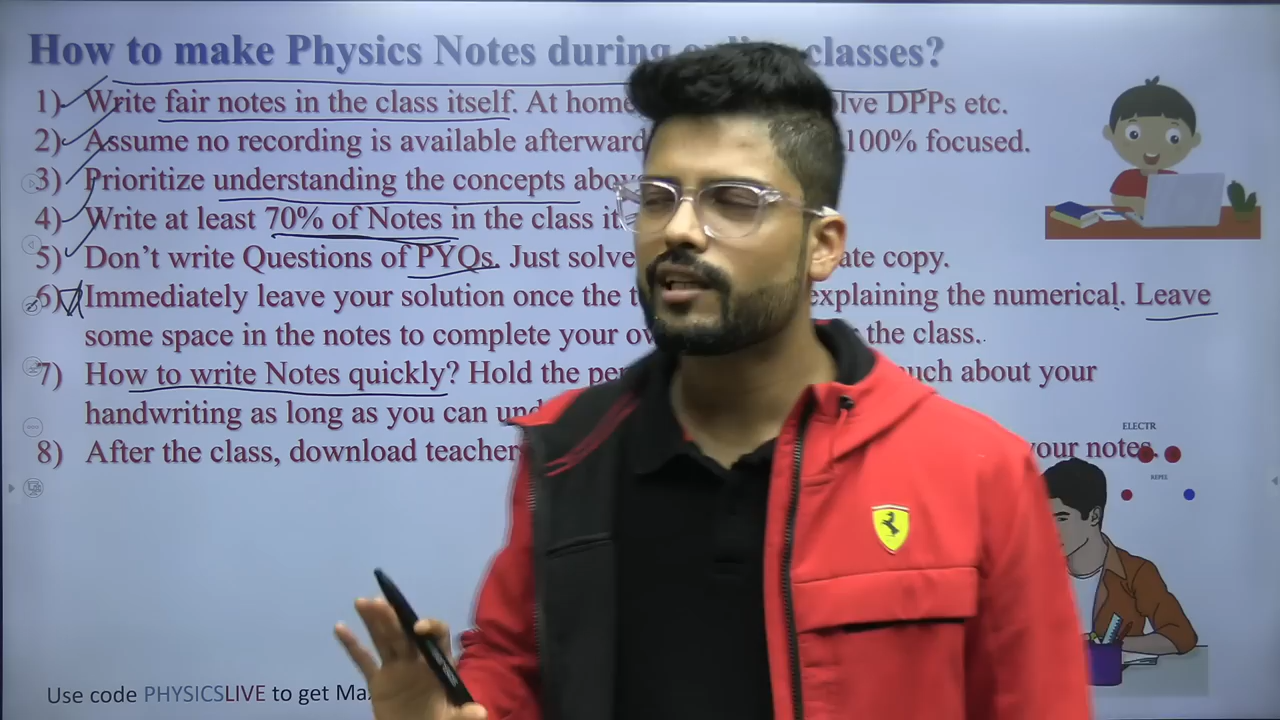 How to make Physics Notes during online classes?
1) Write fair notes in the class itself. At home olve DPPs etc.
2) Assume no recording is available afterward 100% focused.
3) Prioritize understanding the concepts abov
4) Write at least 70% of Notes in the class it
5) Don't write Questions of PYQs. Just solve ate copy.
6) Immediately leave your solution once the t explaining the numerical. Leave
some space in the notes to complete your ow the class.
7) How to write Notes quickly? Hold the pen uch about your
handwriting as long as you can und
8) After the class, download teacher your notes.
ELECTR
REPEL
Use code PHYSICSLIVE to get Max